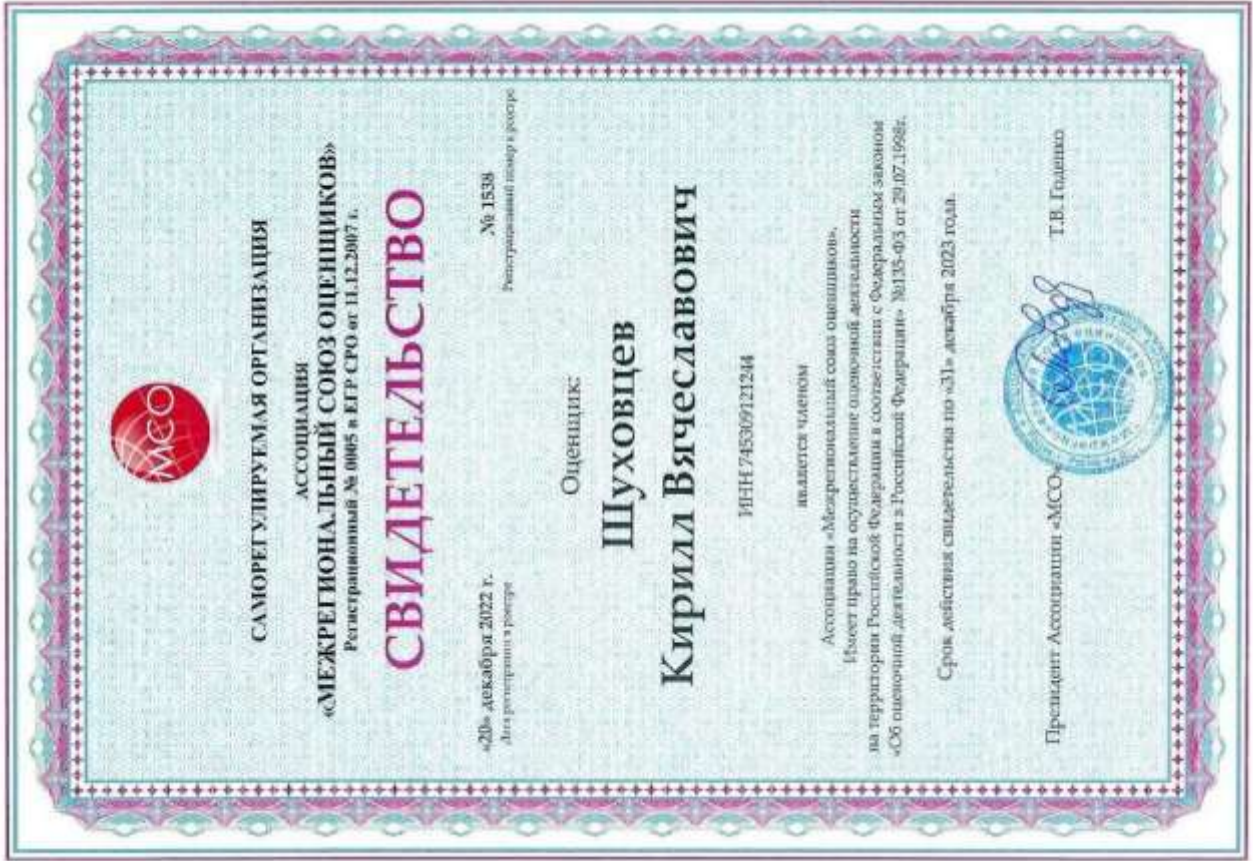 МСО
САМОРЕГУЛИРУЕМАЯ ОРГАНИЗАЦИЯ
АССОЦИАЦИЯ
«МЕЖРЕГИОНАЛЬНЫЙ СОЮЗ ОЦЕНЩИКОВ»
Регистрационный № 0005 в ЕГР СРО от 11.12.2007 г.
СВИДЕТЕЛЬСТВО
«20» декабря 2022 г. № 1538
Дата регистрации в реестре Регистрационный номер в реестре
Оценщик:
Шуховцев
Кирилл Вячеславович
ИНН 745309121244
является членом
Ассоциации «Межрегиональный союз оценщиков».
Имеет право на осуществление оценочной деятельности
на территории Российской Федерации в соответствии с Федеральным законом
«Об оценочной деятельности в Российской Федерации» №135-ФЗ от 29.07.1998г.
Срок действия свидетельства по «31» декабря 2023 года.
Президент Ассоциации «МСО» Т.В. Годенко